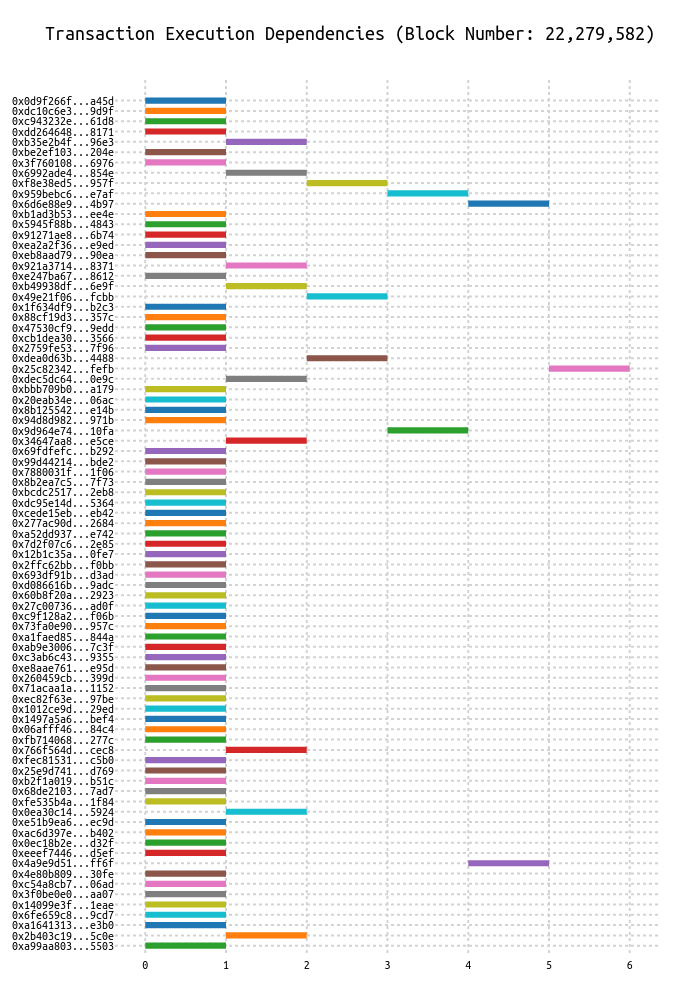 Transaction Execution Dependencies (Block Number: 22,279,582)
0x0d9f266f...a45d
0xdc10c6e3...9d9f
0xc943232e...61d8
0xdd264648...8171
0xb35e2b4f...96e3
0xbe2ef103...204e
0x3f760108...6976
0x6992ade4...854e
0xf8e38ed5...957f
0x959bebc6...e7af
0x6d6e88e9...4b97
0xb1ad3b53...ee4e
0x5945f88b...4843
0x91271ae8...6b74
0xea2a2f36...e9ed
0xeb8aad79...90ea
0x921a3714...8371
0xe247ba67...8612
0xb49938df...6e9f
0x49e21f06...fcbb
0x1f634df9...b2c3
0x88cf19d3...357c
0x47530cf9...9edd
0xcb1dea30...3566
0x2759fe53...7f96
0xdea0d63b...4488
0x25c82342...fefb
0xdec5dc64...0e9c
0xbbb709b0...a179
0x20eab34e...06ac
0x8b125542...e14b
0x94d8d982...971b
0x9d964e74...10fa
0x34647aa8...e5ce
0x69fdfefc...b292
0x99d44214...bde2
0x7880031f...1f06
0x8b2ea7c5...7f73
0xbcdc2517...2eb8
0xdc95e14d...5364
0xcede15eb...eb42
0x277ac90d...2684
0xa52dd937...e742
0x7d2f07c6...2e85
0x12b1c35a...0fe7
0x2ffc62bb...f0bb
0x693df91b...d3ad
0xd086616b...9adc
0x60b8f20a...2923
0x27c00736...ad0f
0xc9f128a2...f06b
0x73fa0e90...957c
0xa1faed85...844a
0xab9e3006...7c3f
0xc3ab6c43...9355
0xe8aae761...e95d
0x260459cb...399d
0x71acaa1a...1152
0xec82f63e...97be
0x1012ce9d...29ed
0x1497a5a6...bef4
0x06afff46...84c4
0xfb714068...277c
0x766f564d...cec8
0xfec81531...c5b0
0x25e9d741...d769
0xb2f1a019...b51c
0x68de2103...7ad7
0xfe535b4a...1f84
0x0ea30c14...5924
0xe51b9ea6...ec9d
0xac6d397e...b402
0x0ec18b2e...d32f
0xeeef7446...d5ef
0x4a9e9d51...ff6f
0x4e80b809...30fe
0xc54a8cb7...06ad
0x3f0be0e0...aa07
0x14099e3f...1eae
0x6fe659c8...9cd7
0xa1641313...e3b0
0x2b403c19...5c0e
0xa99aa803...5503
0 1 2 3 4 5 6